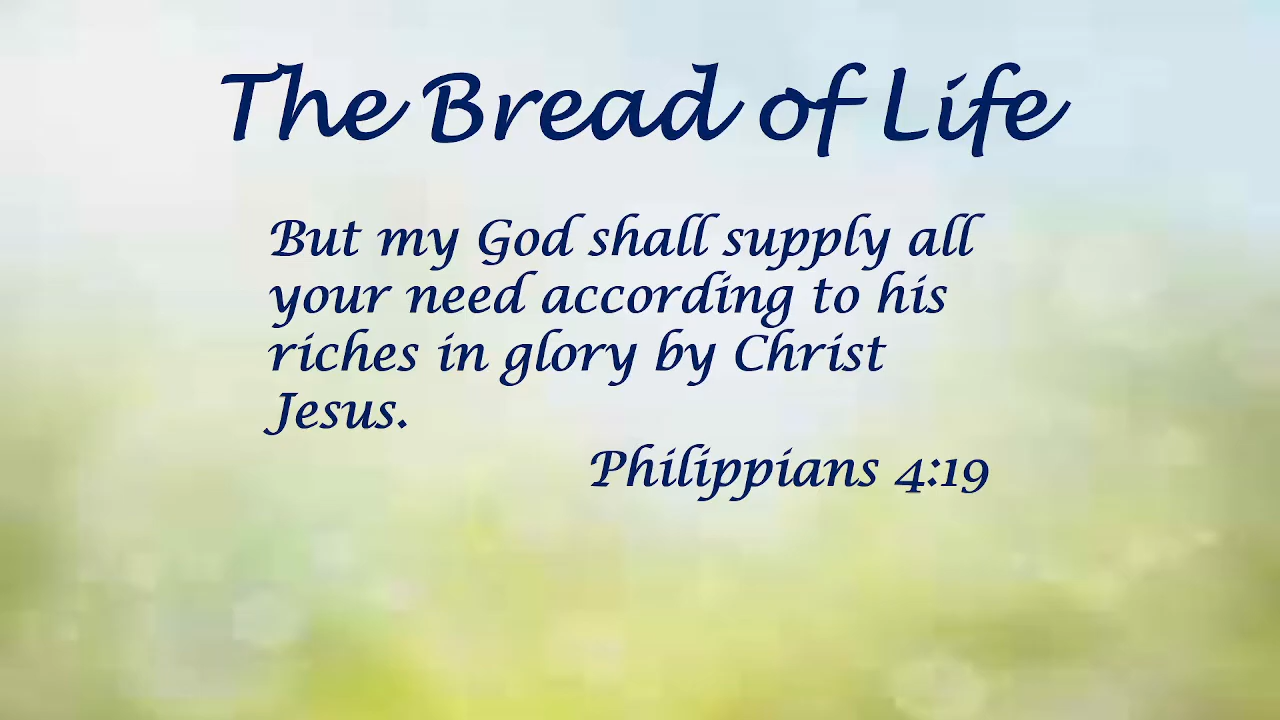 The Bread of Life
But my God shall supply all
your need according to his
riches in glory by Christ
Jesus.
Philippians 4:19